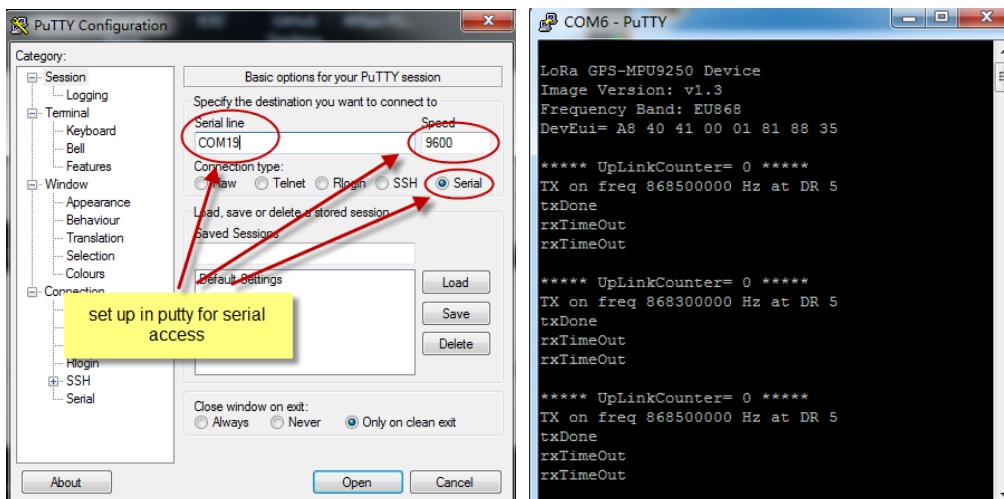 PuTTY Configuration
Category:
Session
Logging
Terminal
Keyboard
Bell
Features
Window
Appearance
Behaviour
Translation
Selection
Colours
Connection
Rlogin
SSH
Serial
Basic options for your PuTTY session
Specify the destination you want to connect to
Serial line
Speed
COM19
9600
Connection type:
Raw
Telnet
Rlogin
SSH
Serial
Load, save or delete a stored session
Saved Sessions
Default Settings
Load
Save
Delete
set up in putty for serial
access
Close window on exit:
Always
Never
Only on clean exit
About
Open
Cancel
COM6 - PuTTY
LoRa GPS-MPU9250 Device
Image Version: v1.3
Frequency Band: EU868
DevEui= A8 40 41 00 01 81 88 35
***** UpLinkCounter= 0 *****
TX on freq 868500000 Hz at DR 5
txDone
rxTimeOut
rxTimeOut
***** UpLinkCounter= 0 *****
TX on freq 868300000 Hz at DR 5
txDone
rxTimeOut
rxTimeOut
***** UpLinkCounter= 0 *****
TX on freq 868500000 Hz at DR 5
txDone
rxTimeOut
rxTimeOut